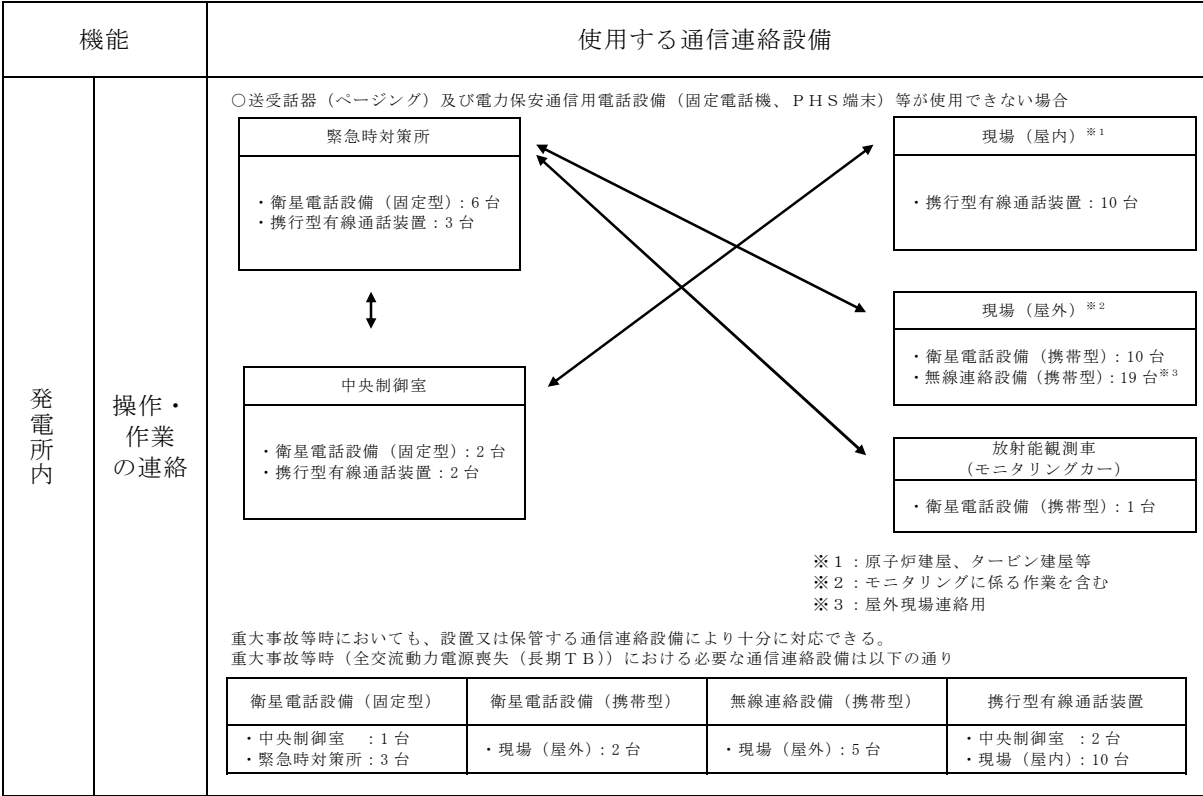 機能
使用する通信連絡設備
発電所内
操作・
作業
の連絡
○送受話器（ページング）及び電力保安通信用電話設備（固定電話機、ＰＨＳ端末）等が使用できない場合
緊急時対策所
・衛星電話設備（固定型）：6 台
・携行型有線通話装置：3 台
中央制御室
・衛星電話設備（固定型）：2 台
・携行型有線通話装置：2 台
現場（屋内）※1
・携行型有線通話装置：10 台
現場（屋外）※2
・衛星電話設備（携帯型）：10 台
・無線連絡設備（携帯型）：19 台※3
放射能観測車
（モニタリングカー）
・衛星電話設備（携帯型）：1 台
※１：原子炉建屋、タービン建屋等
※２：モニタリングに係る作業を含む
※３：屋外現場連絡用
重大事故等時においても、設置又は保管する通信連絡設備により十分に対応できる。
重大事故等時（全交流動力電源喪失（長期ＴＢ））における必要な通信連絡設備は以下の通り
衛星電話設備（固定型）
衛星電話設備（携帯型）
無線連絡設備（携帯型）
携行型有線通話装置
・中央制御室　：1 台
・緊急時対策所：3 台
・現場（屋外）：2 台
・現場（屋外）：5 台
・中央制御室　：2 台
・現場（屋内）：10 台